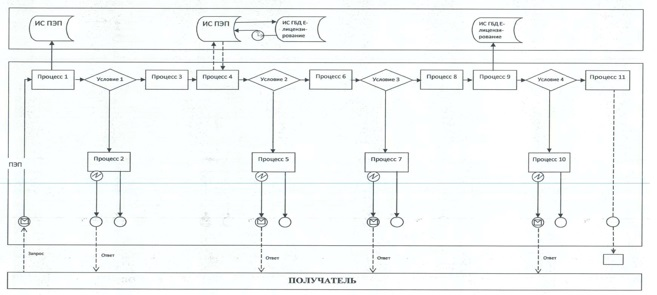 ИС ПЭП
ИС ПЭП
ИС ГБД Е-
лицензи-
рование
ИС ГБД Е-
лицензи-
рование
Процесс 1
Условие 1
Процесс 3
Процесс 4
Условие 2
Процесс 6
Условие 3
Процесс 8
Процесс 9
Условие 4
Процесс 11
Процесс 2
Процесс 5
Процесс 7
Процесс 10
ПЭП
Запрос
Ответ
Ответ
Ответ
Ответ
ПОЛУЧАТЕЛЬ